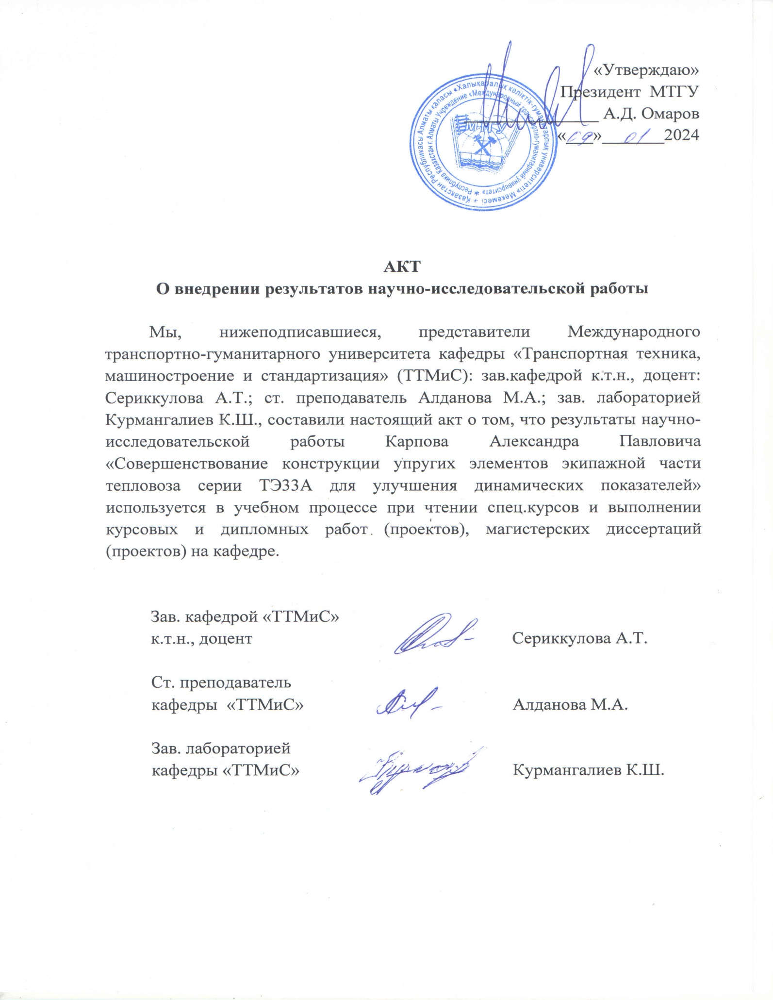 «Утверждаю»
Президент МТГУ
______________ А.Д. Омаров
«09» 01 2024
Қазақстан Республикасы Алматы қаласы «Халықаралық көліктік-гуманитарлық университеті» Мекемесі
Республика Казахстан г. Алматы Учреждение «Международный транспортно-гуманитарный университет»
МТГУ
АКТ
О внедрении результатов научно-исследовательской работы
Мы, нижеподписавшиеся, представители Международного
транспортно-гуманитарного университета кафедры «Транспортная техника,
машиностроение и стандартизация» (ТТМиС): зав.кафедрой к.т.н., доцент:
Сериккулова А.Т.; ст. преподаватель Алданова М.А.; зав. лабораторией
Курмангалиев К.Ш., составили настоящий акт о том, что результаты научно-
исследовательской работы Карпова Александра Павловича
«Совершенствование конструкции упругих элементов экипажной части
тепловоза серии ТЭ33А для улучшения динамических показателей»
используется в учебном процессе при чтении спец.курсов и выполнении
курсовых и дипломных работ (проектов), магистерских диссертаций
(проектов) на кафедре.
Зав. кафедрой «ТТМиС»
к.т.н., доцент Сериккулова А.Т.
Ст. преподаватель
кафедры «ТТМиС» Алданова М.А.
Зав. лабораторией
кафедры «ТТМиС» Курмангалиев К.Ш.